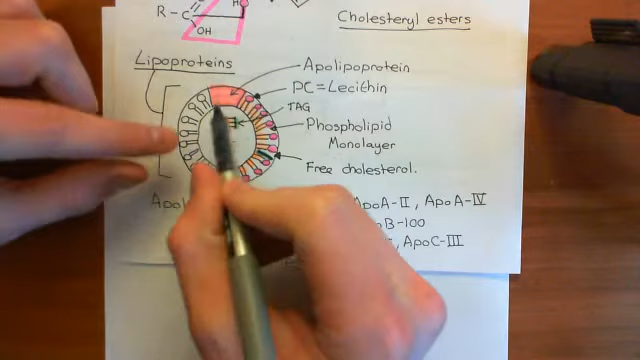 H
R-C
OH
Cholesteryl esters
Lipoproteins
Apolipoprotein
PC = Lecithin
TAG
Phospholipid
Monolayer
Free cholesterol.
ApoA-II, ApoA-IV
B-100
, ApoC-III